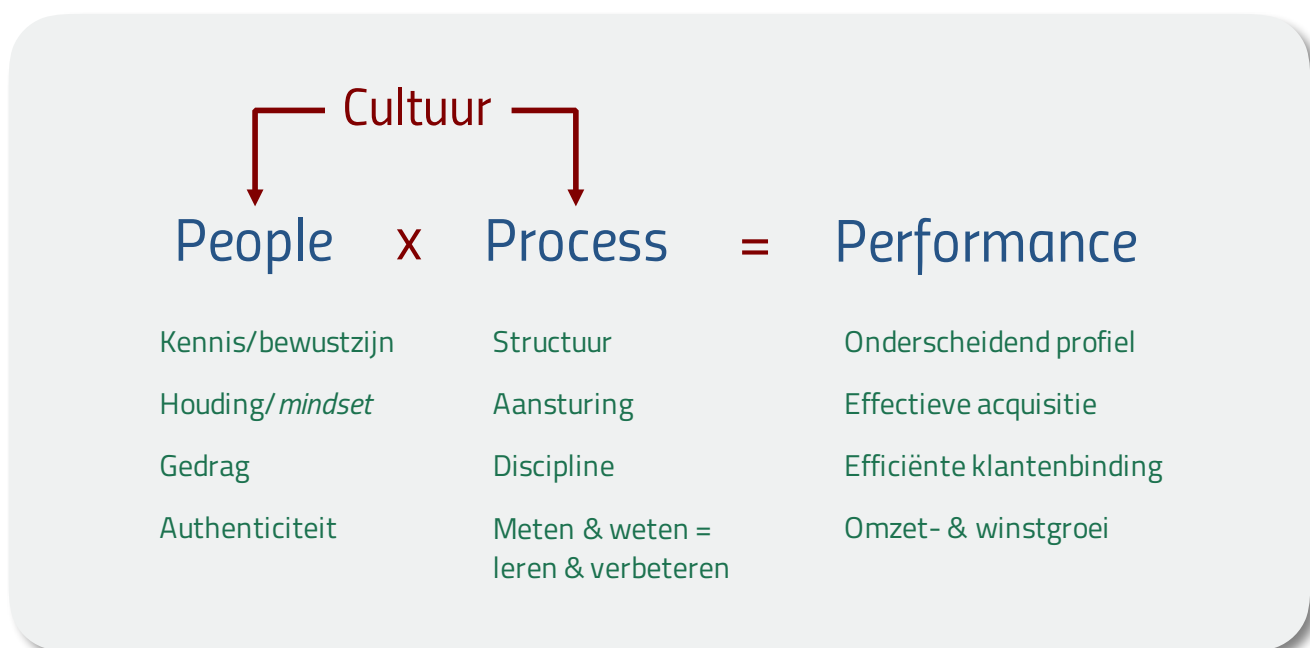 Cultuur
People x Process = Performance
Kennis/bewustzijn
Houding/mindset
Gedrag
Authenticiteit
Structuur
Aansturing
Discipline
Meten & weten =
leren & verbeteren
Onderscheidend profiel
Effectieve acquisitie
Efficiënte klantenbinding
Omzet- & winstgroei